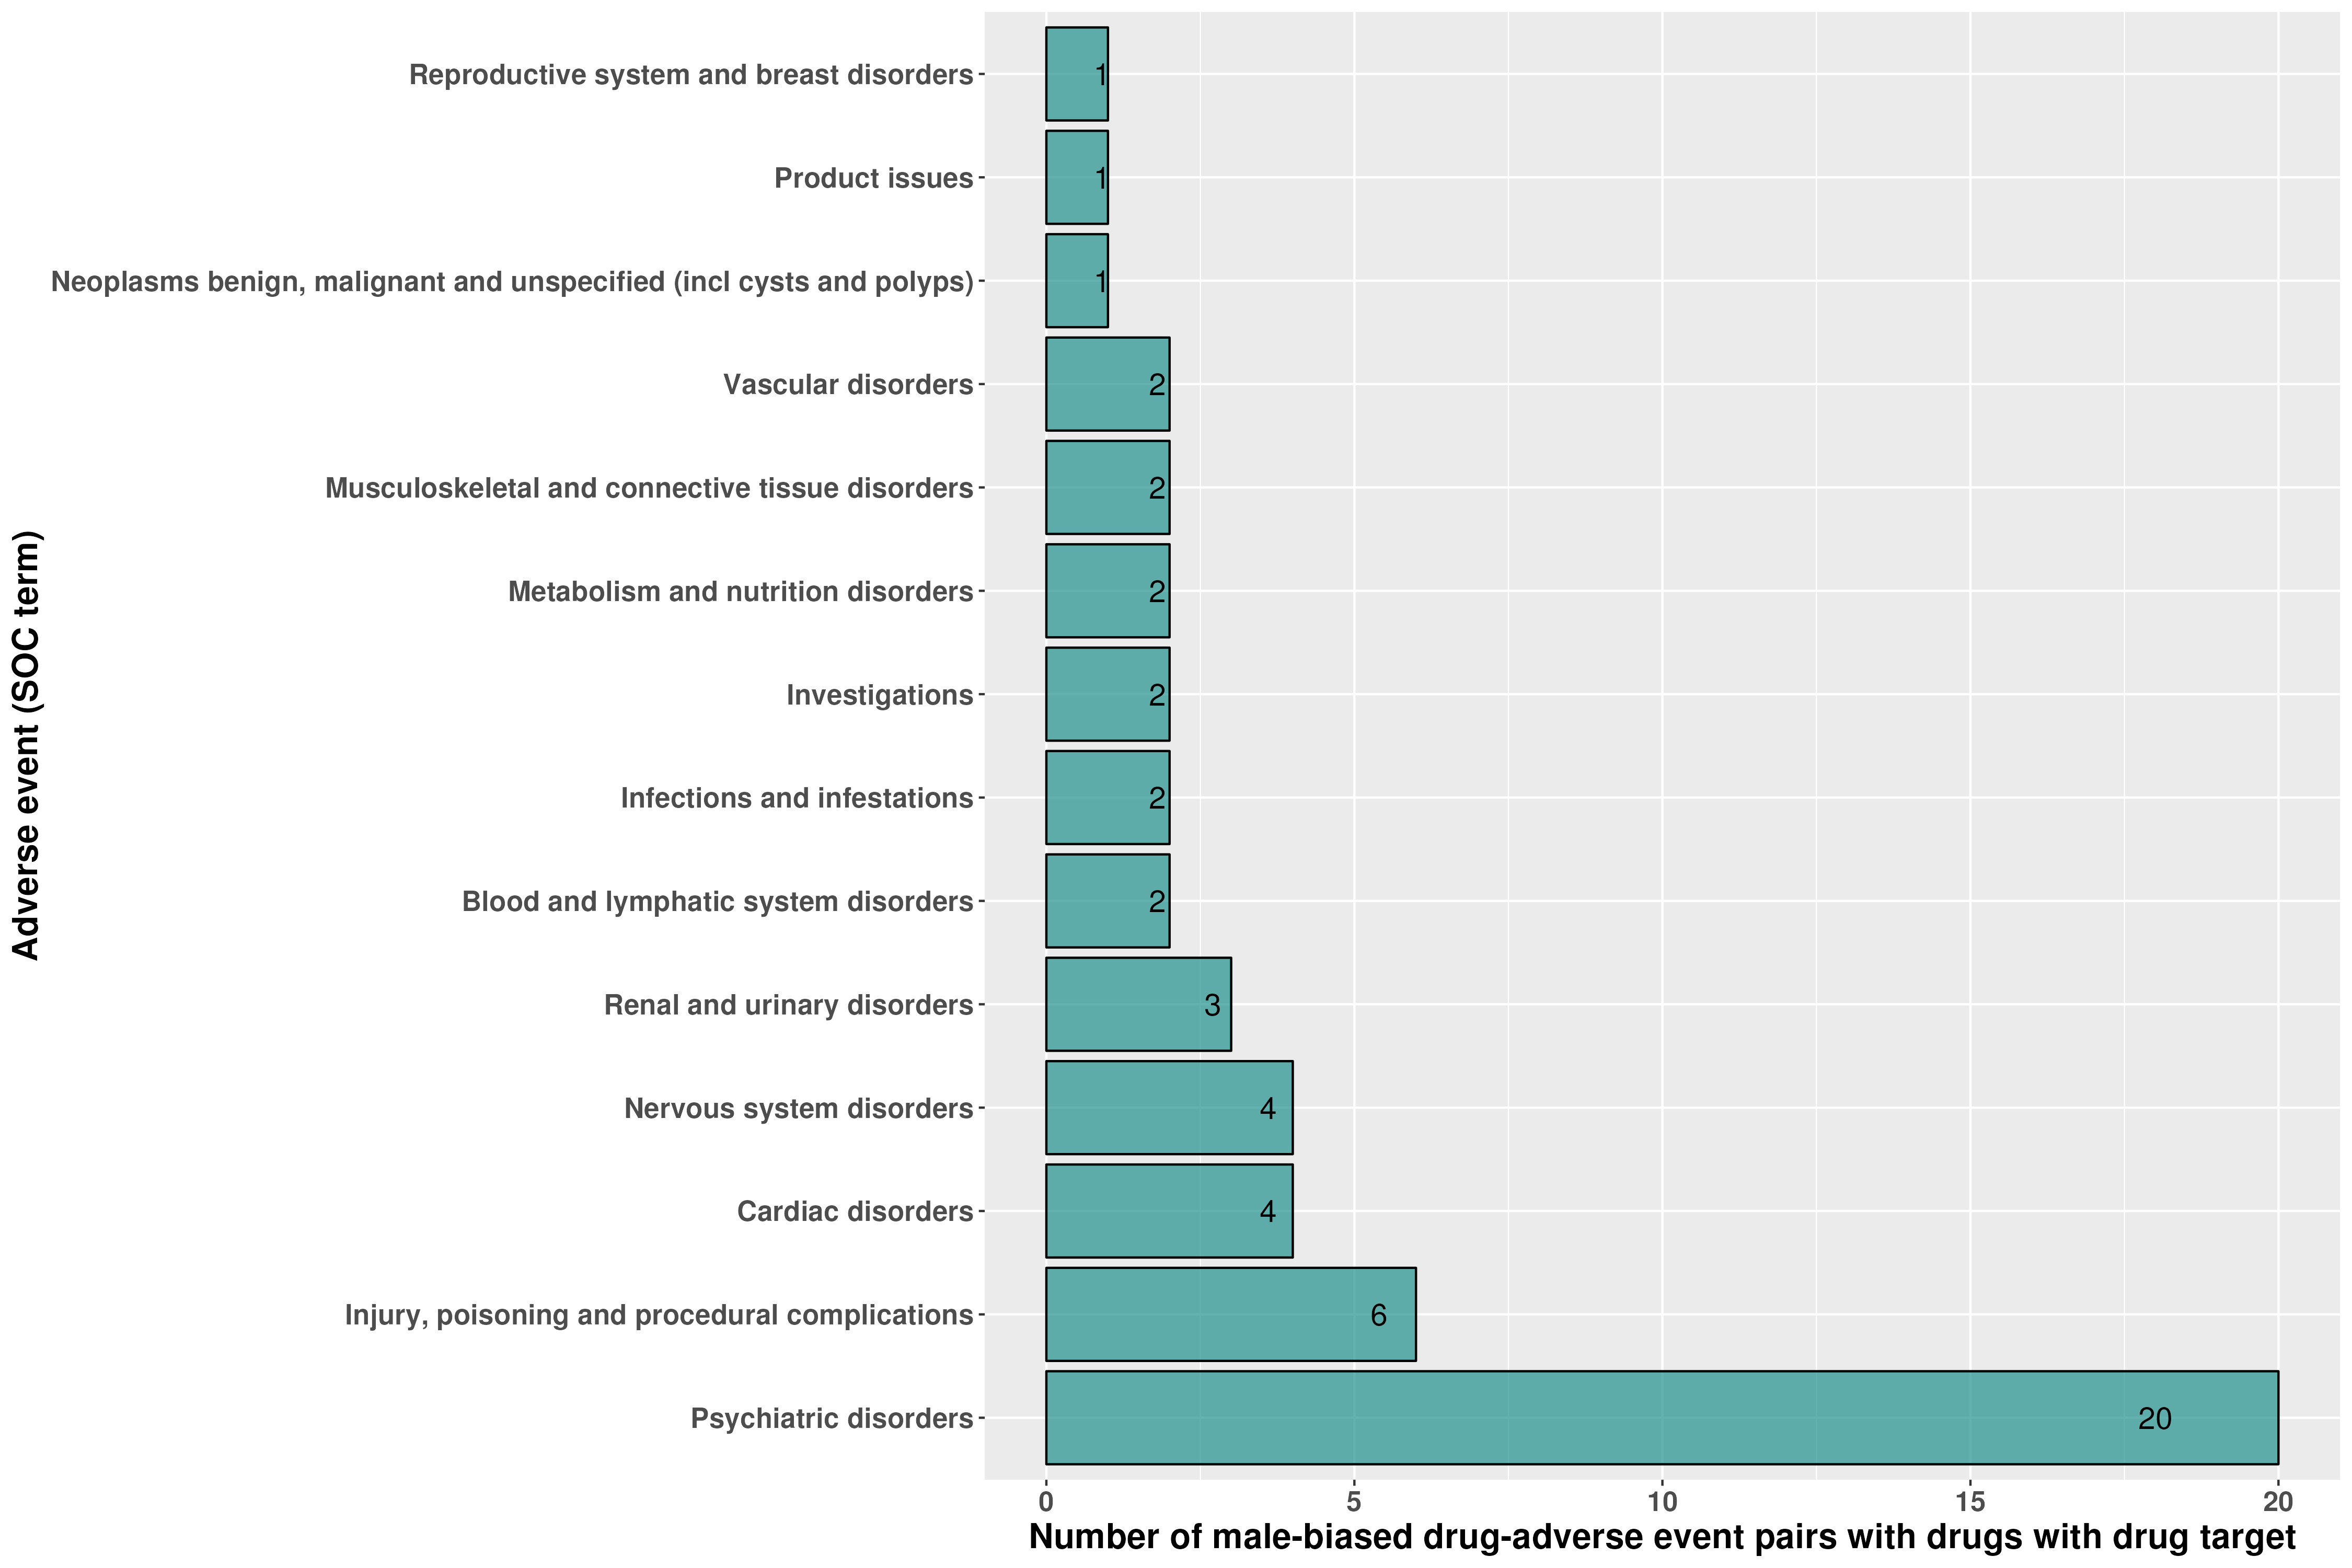 Adverse event (SOC term)
Reproductive system and breast disorders 1
Product issues 1
Neoplasms benign, malignant and unspecified (incl cysts and polyps) 1
Vascular disorders 2
Musculoskeletal and connective tissue disorders 2
Metabolism and nutrition disorders 2
Investigations 2
Infections and infestations 2
Blood and lymphatic system disorders 2
Renal and urinary disorders 3
Nervous system disorders 4
Cardiac disorders 4
Injury, poisoning and procedural complications 6
Psychiatric disorders 20
0 5 10 15 20
Number of male-biased drug-adverse event pairs with drugs with drug target